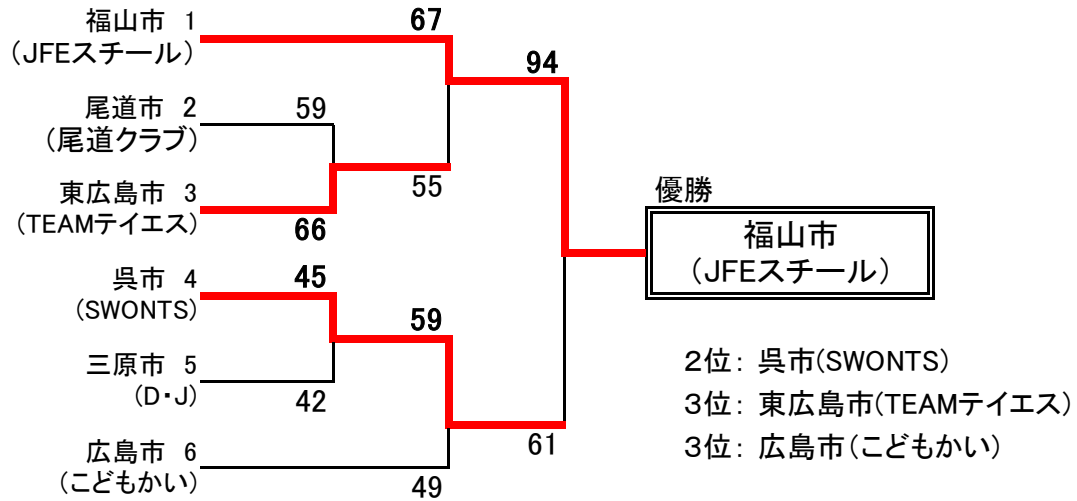 福山市 1
(JFEスチール)
67
94
尾道市 2
(尾道クラブ)
59
55
東広島市 3
(TEAMテイエス)
66
優勝
福山市
(JFEスチール)
呉市 4
(SWONTS)
45
59
三原市 5
(D・J)
42
61
広島市 6
(こどもかい)
49
2位: 呉市(SWONTS)
3位: 東広島市(TEAMテイエス)
3位: 広島市(こどもかい)